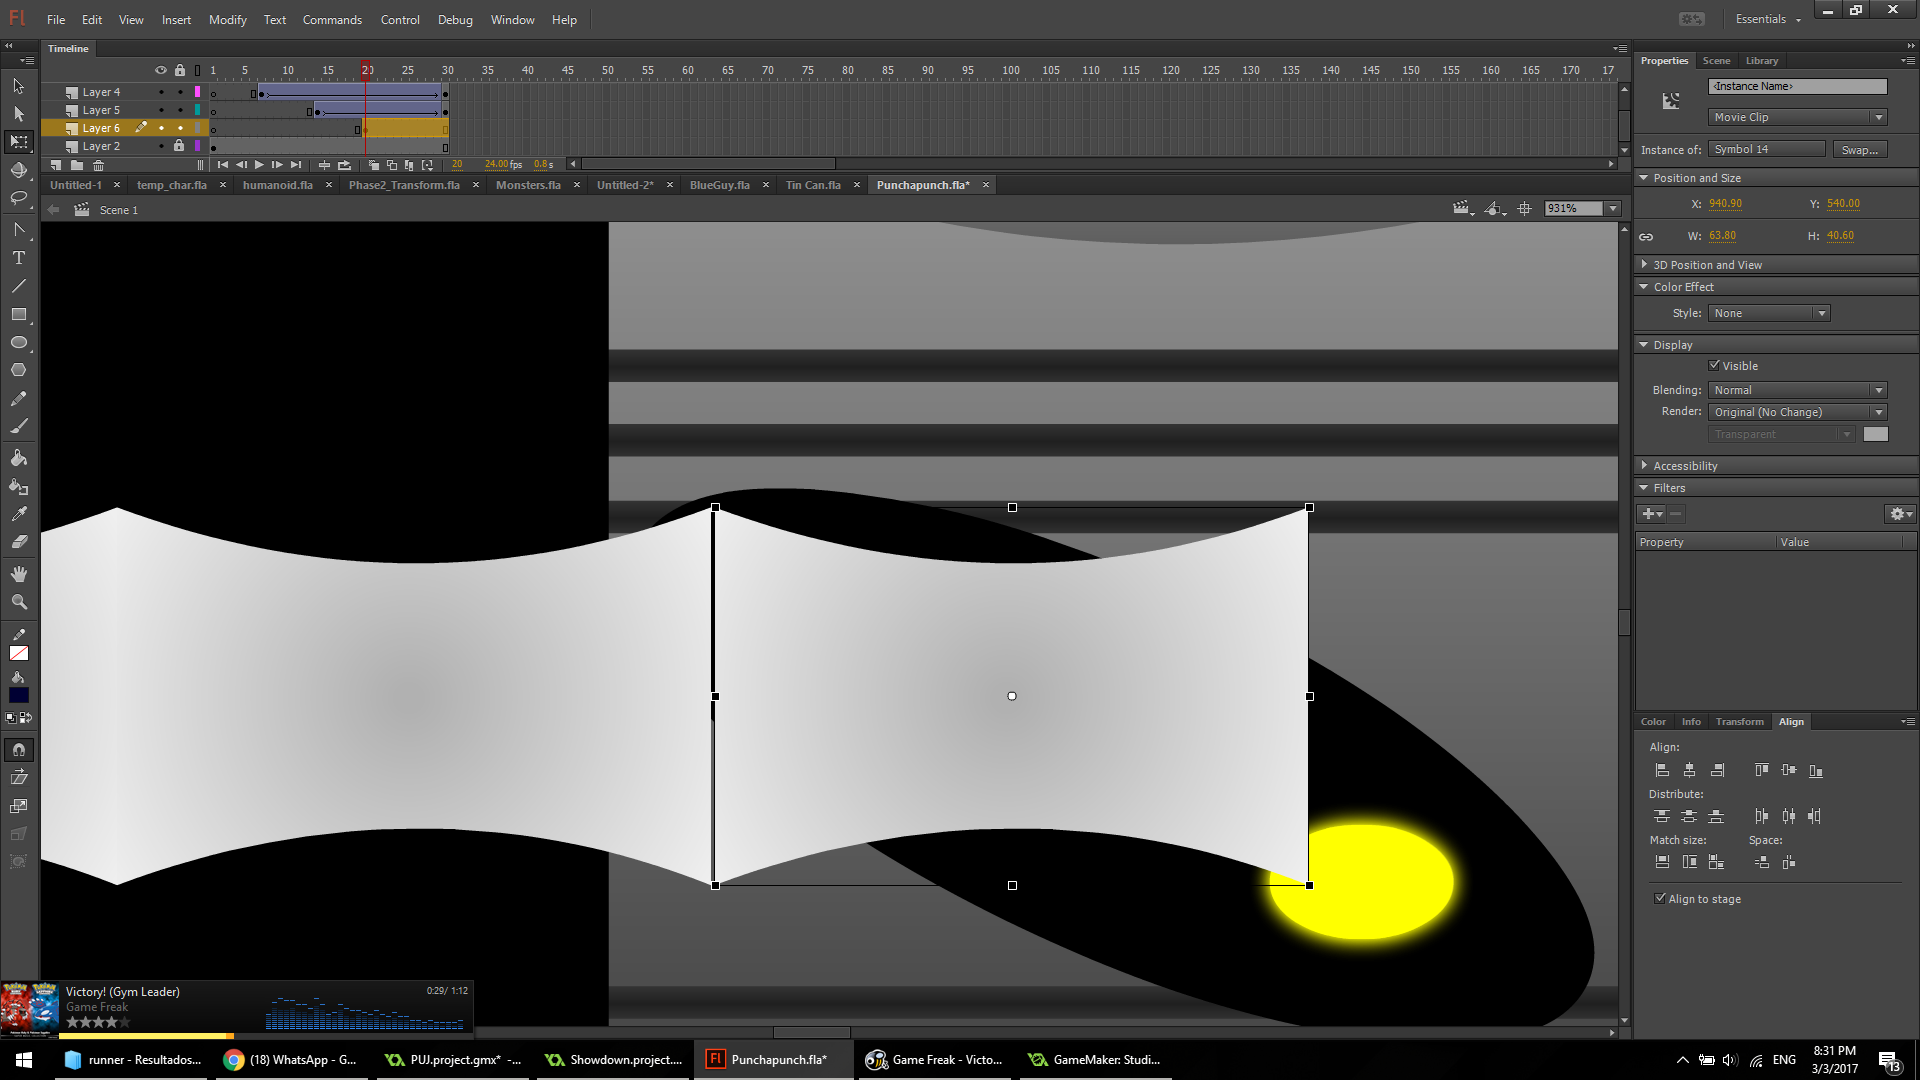 Fl File Edit View Insert Modify Text Commands Control Debug Window Help Essentials
Timeline
1 5 10 15 20 25 30 35 40 45 50 55 60 65 70 75 80 85 90 95 100 105 110 115 120 125 130 135 140 145 150 155 160 165 170 17
Layer 4
Layer 5
Layer 6
Layer 2
20 24.00 fps 0.8 s
Untitled-1 temp_char.fla humanoid.fla Phase2_Transform.fla Monsters.fla Untitled-2* BlueGuy.fla Tin Can.fla Punchapunch.fla*
Scene 1
931%
Properties Scene Library
<Instance Name>
Movie Clip
Instance of: Symbol 14 Swap...
Position and Size
X: 940.90 Y: 540.00
W: 63.80 H: 40.60
3D Position and View
Color Effect
Style: None
Display
Visible
Blending: Normal
Render: Original (No Change)
Transparent
Accessibility
Filters
Property Value
Color Info Transform Align
Align:
Distribute:
Match size: Space:
Align to stage
Victory! (Gym Leader) 0:29/ 1:12
Game Freak
runner - Resultados... (18) WhatsApp - G... PUJ.project.gmx* -... Showdown.project.... Fl Punchapunch.fla* Game Freak - Victo... GameMaker: Studi...
ENG
8:31 PM
3/3/2017
13